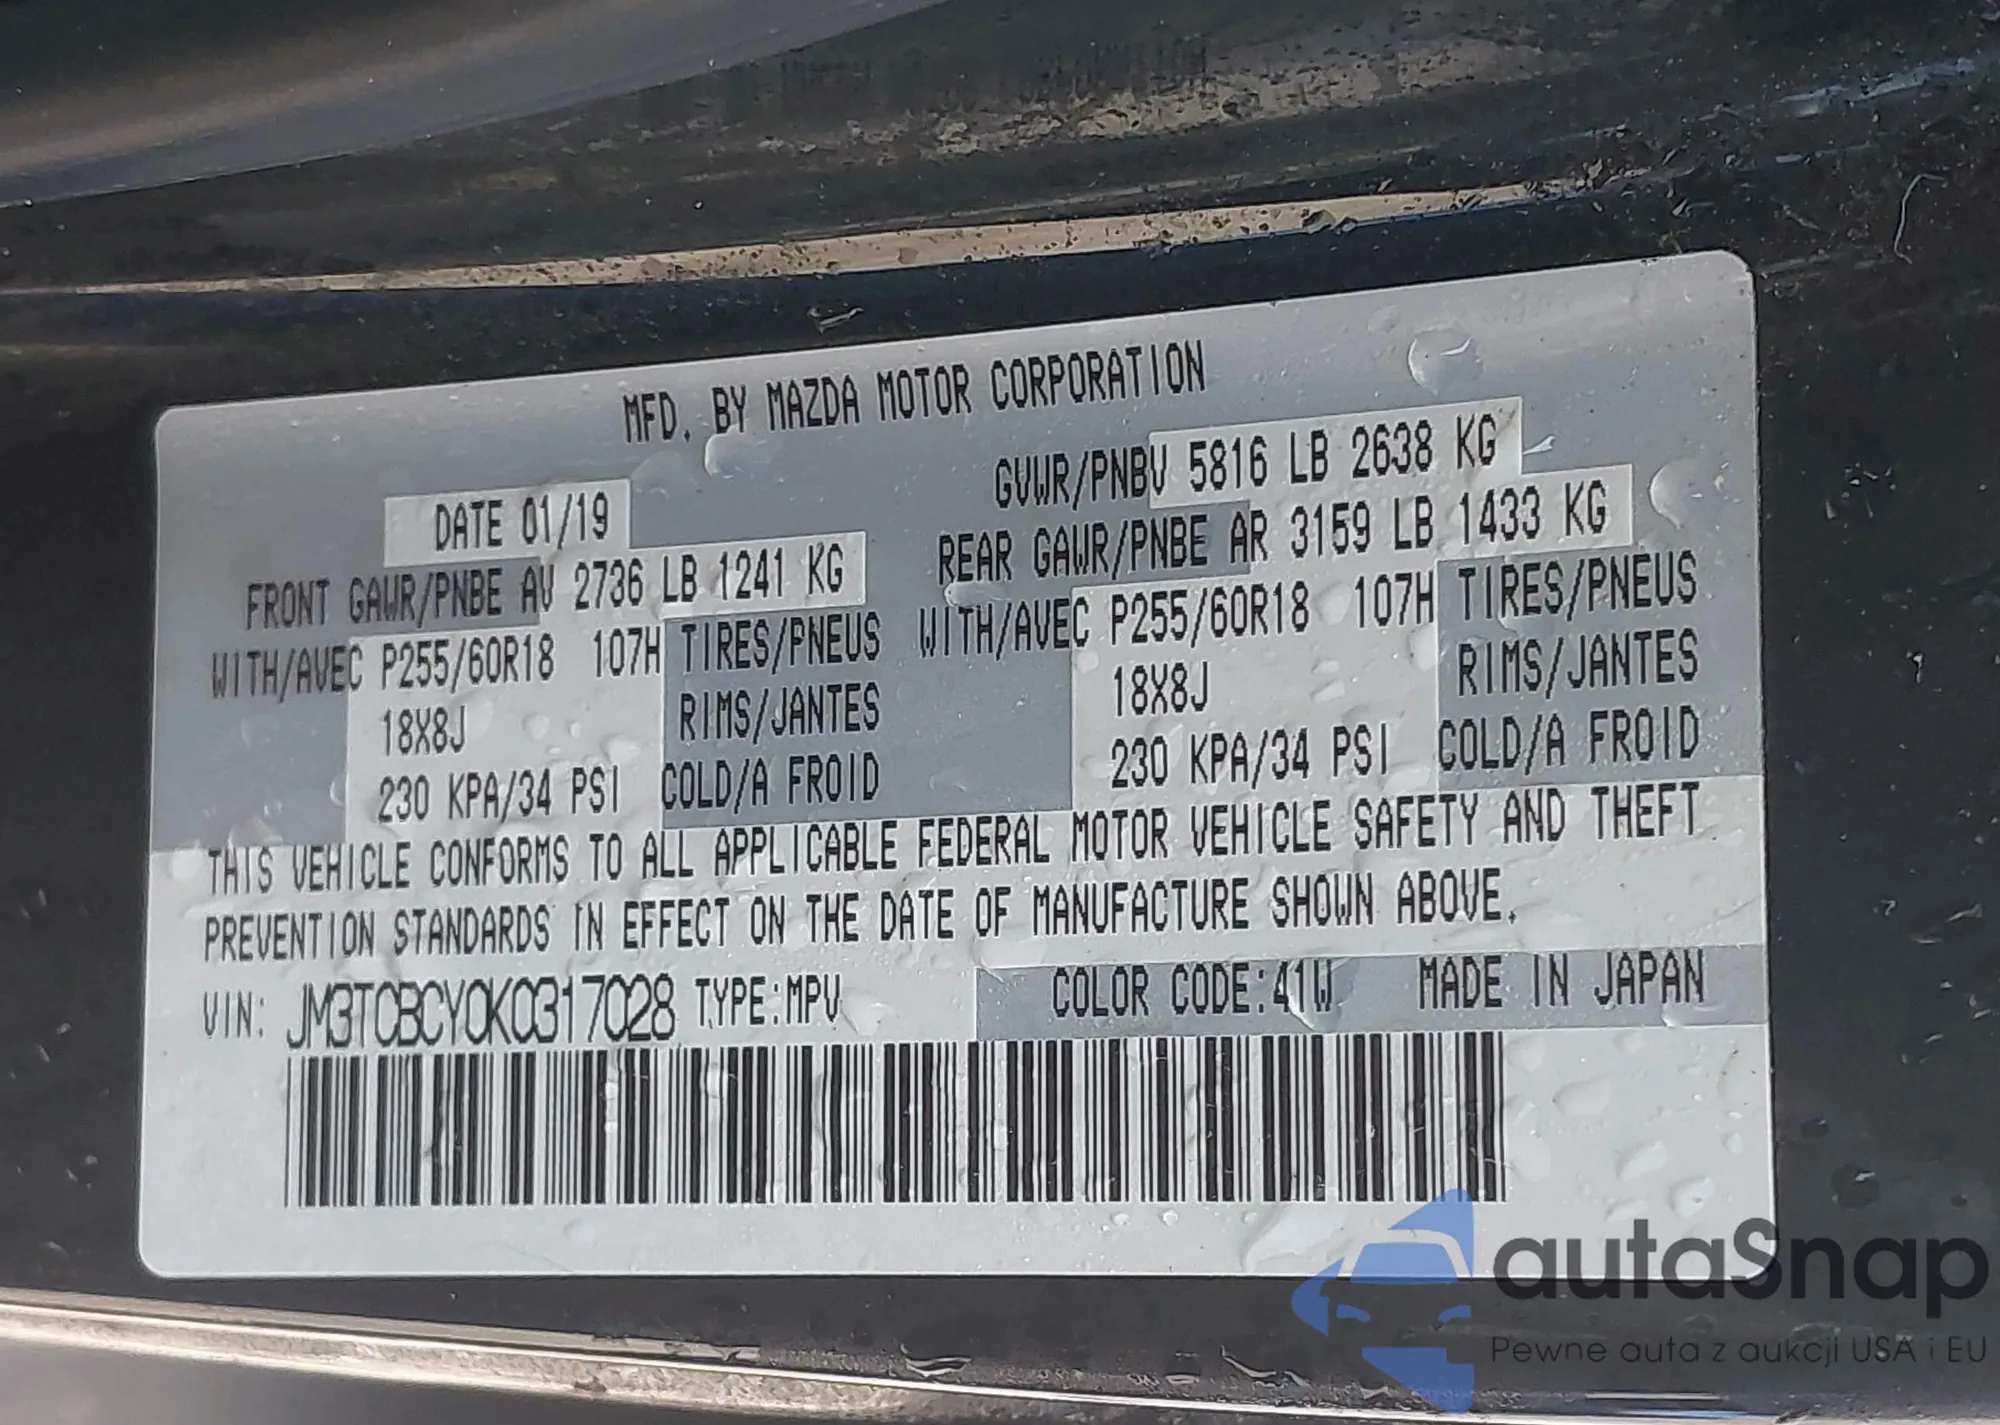 MFD. BY MAZDA MOTOR CORPORATION
DATE 01/19
GVWR/PNBV 5816 LB 2638 KG
FRONT GAWR/PNBE AV 2736 LB 1241 KG
REAR GAWR/PNBE AR 3159 LB 1433 KG
WITH/AVEC P255/60R18 107H TIRES/PNEUS
WITH/AVEC P255/60R18 107H TIRES/PNEUS
18X8J RIMS/JANTES
18X8J RIMS/JANTES
230 KPA/34 PSI COLD/A FROID
230 KPA/34 PSI COLD/A FROID
THIS VEHICLE CONFORMS TO ALL APPLICABLE FEDERAL MOTOR VEHICLE SAFETY AND THEFT
PREVENTION STANDARDS IN EFFECT ON THE DATE OF MANUFACTURE SHOWN ABOVE.
VIN: JM3TCBCY0K0317028 TYPE:MPV COLOR CODE:41W MADE IN JAPAN
autaSnap
Pewne auta z aukcji USA i EU